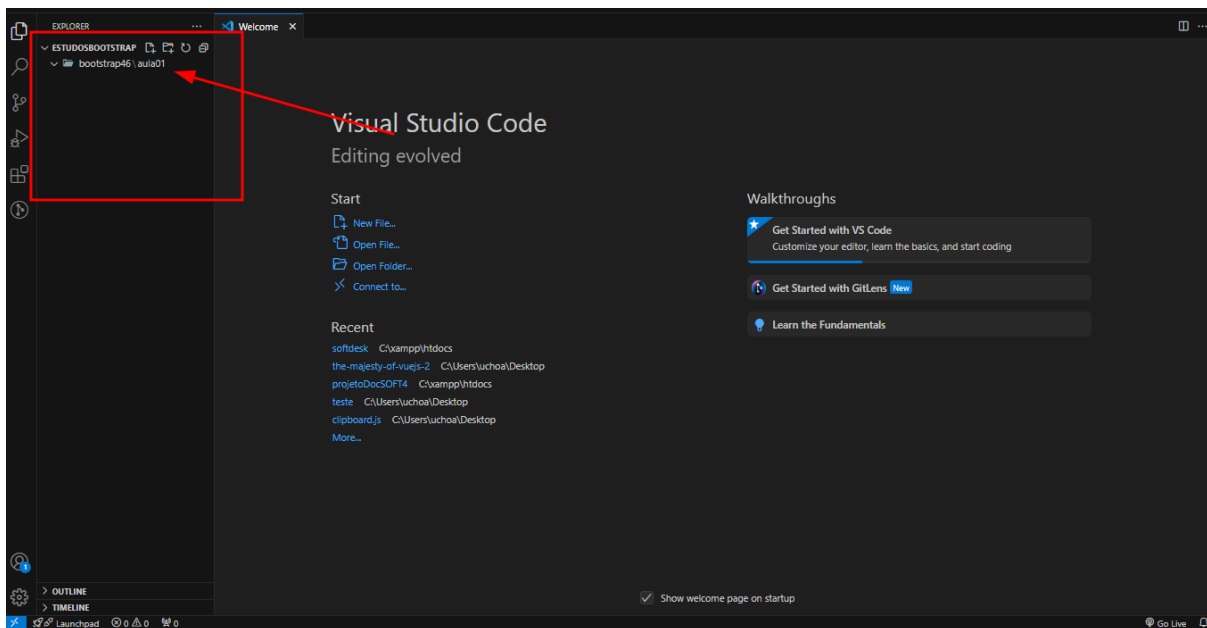 EXPLORER
Welcome
ESTUDOSBOOTSTRAP
bootstrap46\aula01
Visual Studio Code
Editing evolved
Start
New File...
Open File...
Open Folder...
Connect to...
Recent
softdesk C:\xampp\htdocs
the-majesty-of-vuejs-2 C:\Users\uchoa\Desktop
projetoDocSOFT4 C:\xampp\htdocs
teste C:\Users\uchoa\Desktop
clipboard.js C:\Users\uchoa\Desktop
More...
Walkthroughs
Get Started with VS Code
Customize your editor, learn the basics, and start coding
Get Started with GitLens New
Learn the Fundamentals
1
OUTLINE
TIMELINE
Show welcome page on startup
Launchpad 0 0 0
Go Live